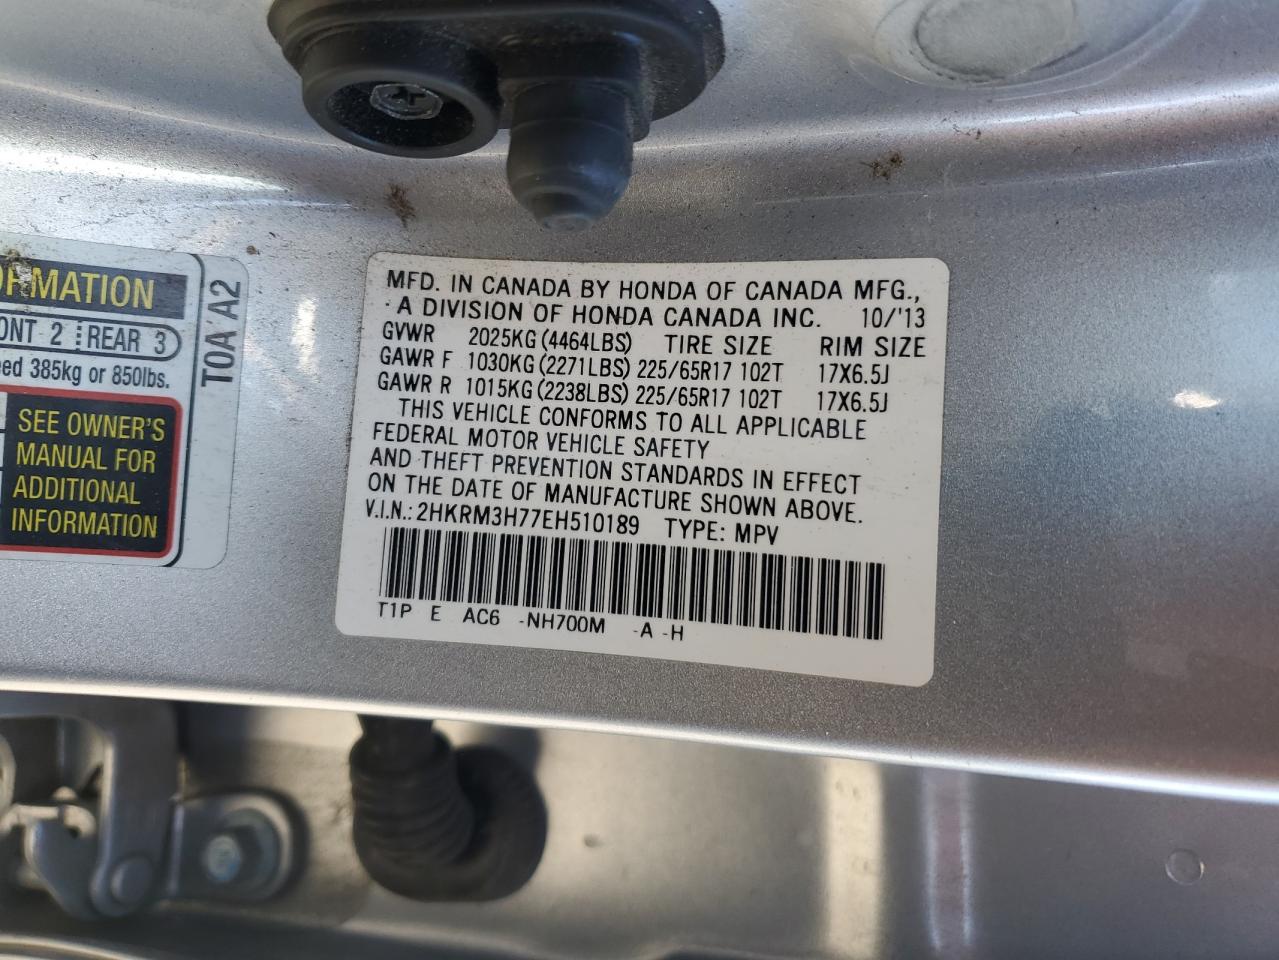 ORMATION
ONT 2 REAR 3
eed 385kg or 850lbs.
SEE OWNER'S
MANUAL FOR
ADDITIONAL
INFORMATION
T0A A2
MFD. IN CANADA BY HONDA OF CANADA MFG.,
A DIVISION OF HONDA CANADA INC. 10/'13
GVWR 2025KG (4464LBS) TIRE SIZE RIM SIZE
GAWR F 1030KG (2271LBS) 225/65R17 102T 17X6.5J
GAWR R 1015KG (2238LBS) 225/65R17 102T 17X6.5J
THIS VEHICLE CONFORMS TO ALL APPLICABLE
FEDERAL MOTOR VEHICLE SAFETY
AND THEFT PREVENTION STANDARDS IN EFFECT
ON THE DATE OF MANUFACTURE SHOWN ABOVE.
V.I.N.: 2HKRM3H77EH510189 TYPE: MPV
T1P E AC6 -NH700M -A -H